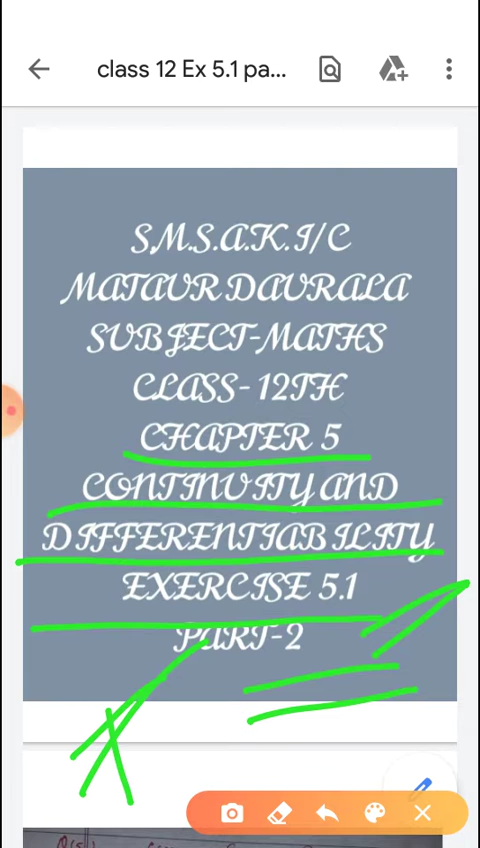 class 12 Ex 5.1 pa...
S.M.S.A.K. I/C
MATAUR DAURALA
SUBJECT-MATHS
CLASS- 12TH
CHAPTER 5
CONTINUITY AND
DIFFERENTIABILITY
EXERCISE 5.1
PART-2